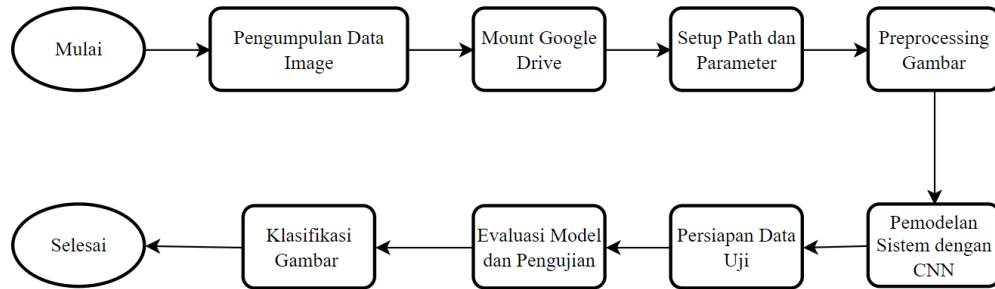 Mulai
Pengumpulan Data
Image
Mount Google
Drive
Setup Path dan
Parameter
Preprocessing
Gambar
Pemodelan
Sistem dengan
CNN
Persiapan Data
Uji
Evaluasi Model
dan Pengujian
Klasifikasi
Gambar
Selesai